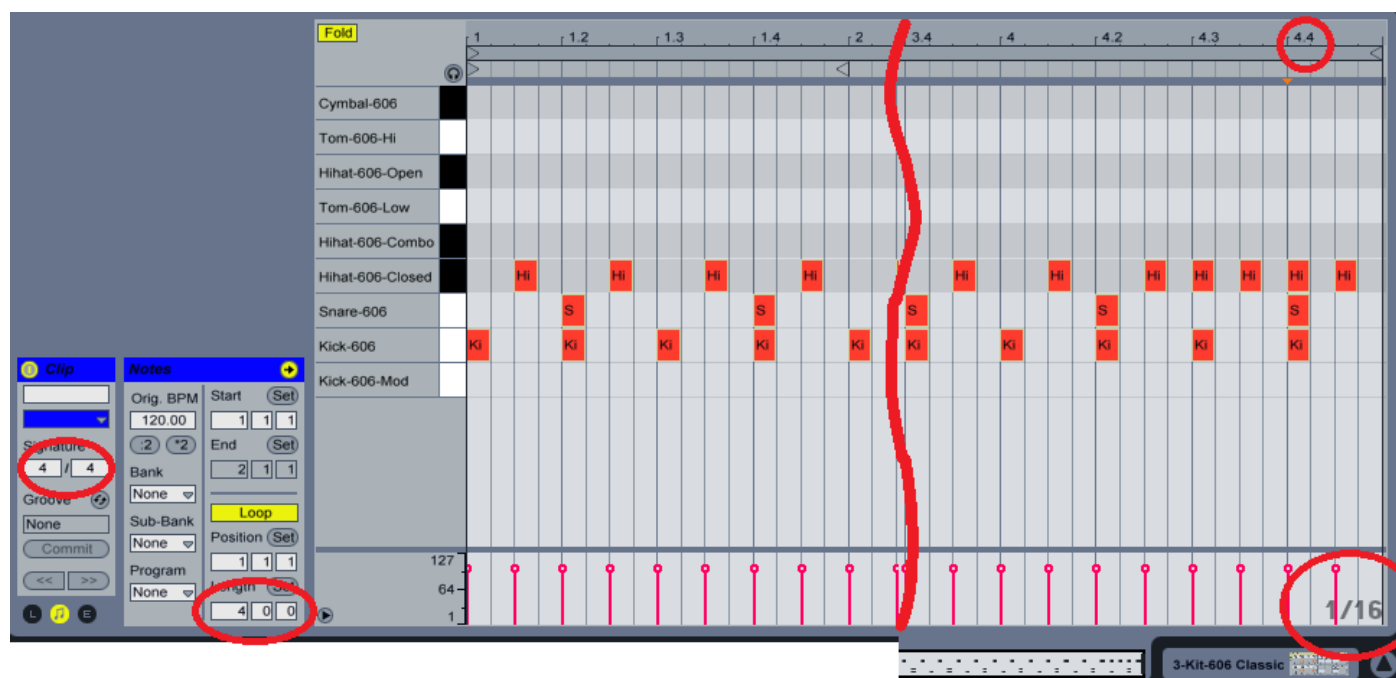 Fold
1 1.2 1.3 1.4 2 3.4 4 4.2 4.3 4.4
Cymbal-606
Tom-606-Hi
Hihat-606-Open
Tom-606-Low
Hihat-606-Combo
Hihat-606-Closed Hi Hi Hi Hi Hi Hi Hi Hi Hi Hi Hi
Snare-606 S S S S S
Kick-606 Ki Ki Ki Ki Ki Ki Ki Ki Ki Ki
Kick-606-Mod
Clip
Signature
4 / 4
Groove
None
Commit
<< >>
L E
Notes
Orig. BPM
120.00
:2 *2
Bank
None
Sub-Bank
None
Program
None
Start Set
1 1 1
End Set
2 1 1
Loop
Position Set
1 1 1
Length Set
4 0 0
127
64
1
1/16
3-Kit-606 Classic